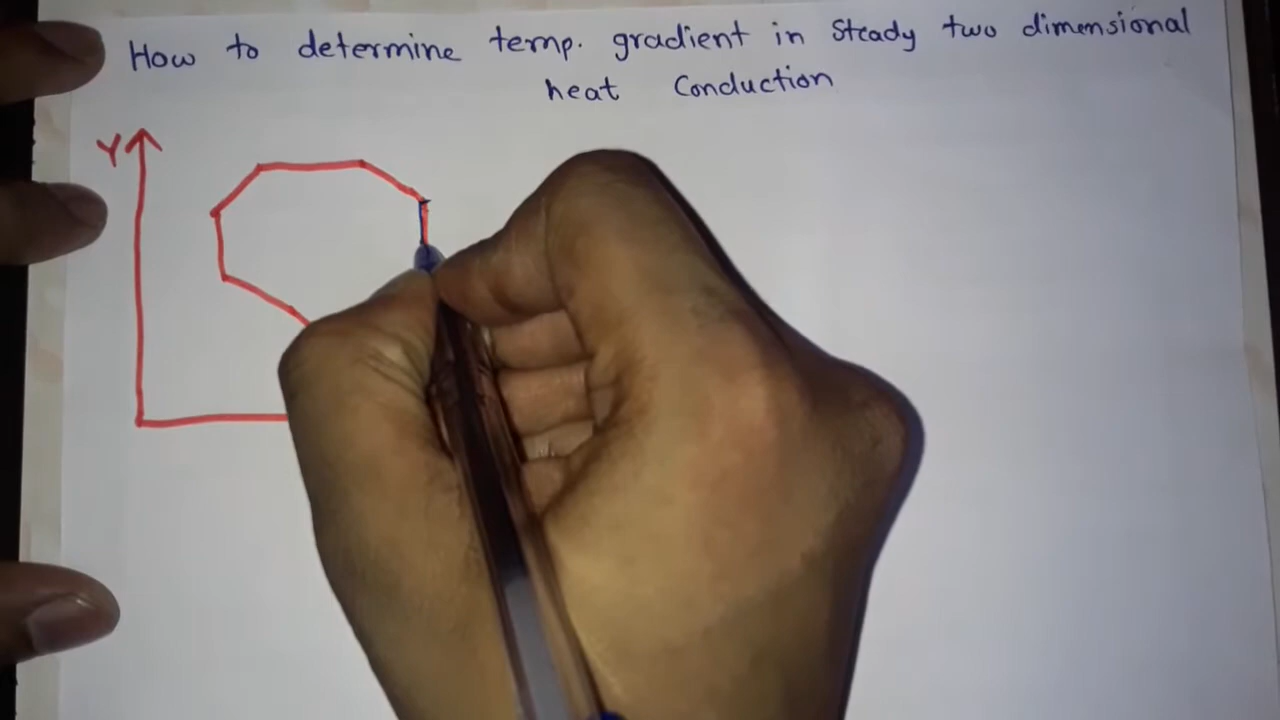 How to determine temp. gradient in Steady two dimensional
heat Conduction
Y